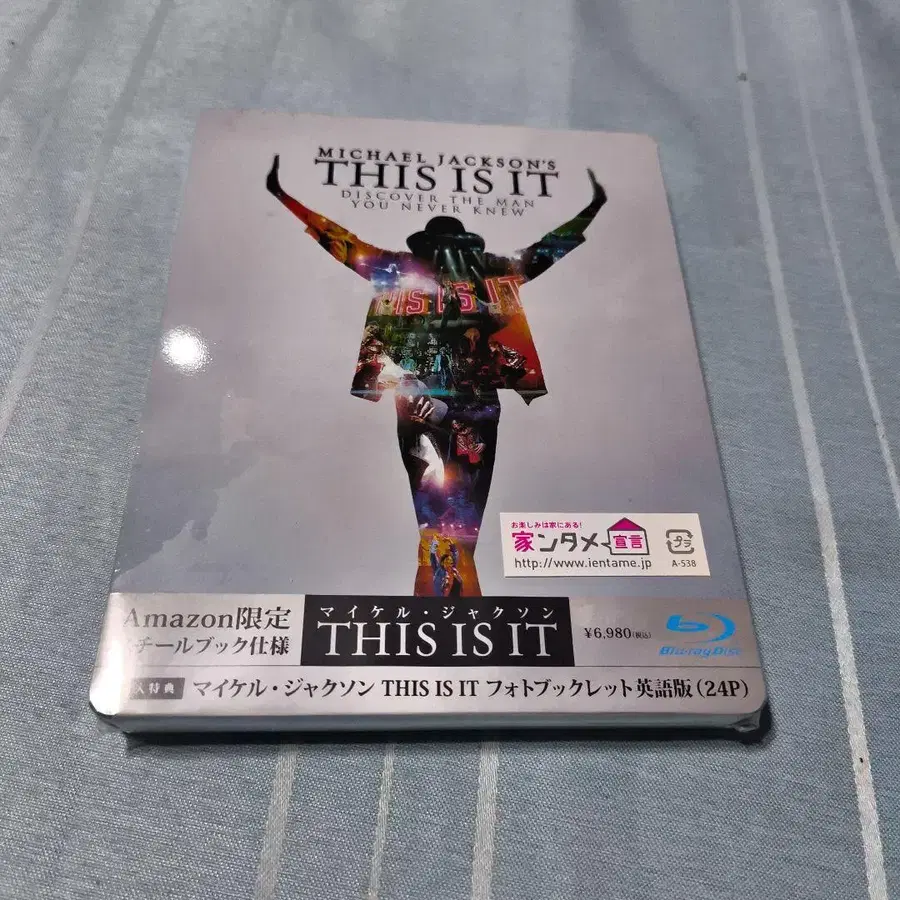 MICHAEL JACKSON'S
THIS IS IT
DISCOVER THE MAN
YOU NEVER KNEW
IS IS IT
お楽しみは家にある!
家ンタメ宣言
http://www.ientame.jp
プラ
A-538
Amazon限定
チールブック仕様
マイケル・ジャクソン
THIS IS IT
¥6,980(税込)
Blu-ray Disc
入特典 マイケル・ジャクソン THIS IS IT フォトブックレット英語版(24P)